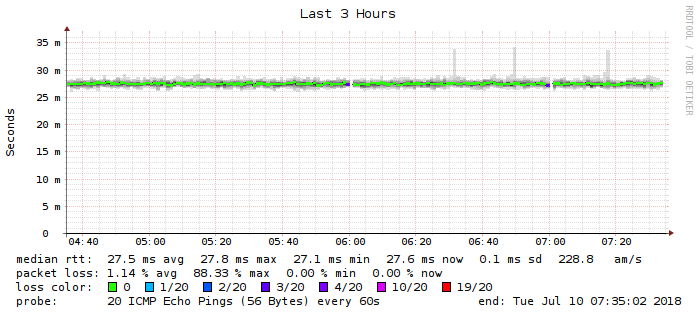 Last 3 Hours
RRDTOOL / TOBI OETIKER
Seconds
35 m
30 m
25 m
20 m
15 m
10 m
5 m
0
04:40 05:00 05:20 05:40 06:00 06:20 06:40 07:00 07:20
median rtt: 27.5 ms avg 27.8 ms max 27.1 ms min 27.6 ms now 0.1 ms sd 228.8 am/s
packet loss: 1.14 % avg 88.33 % max 0.00 % min 0.00 % now
loss color: 0 1/20 2/20 3/20 4/20 10/20 19/20
probe: 20 ICMP Echo Pings (56 Bytes) every 60s end: Tue Jul 10 07:35:02 2018